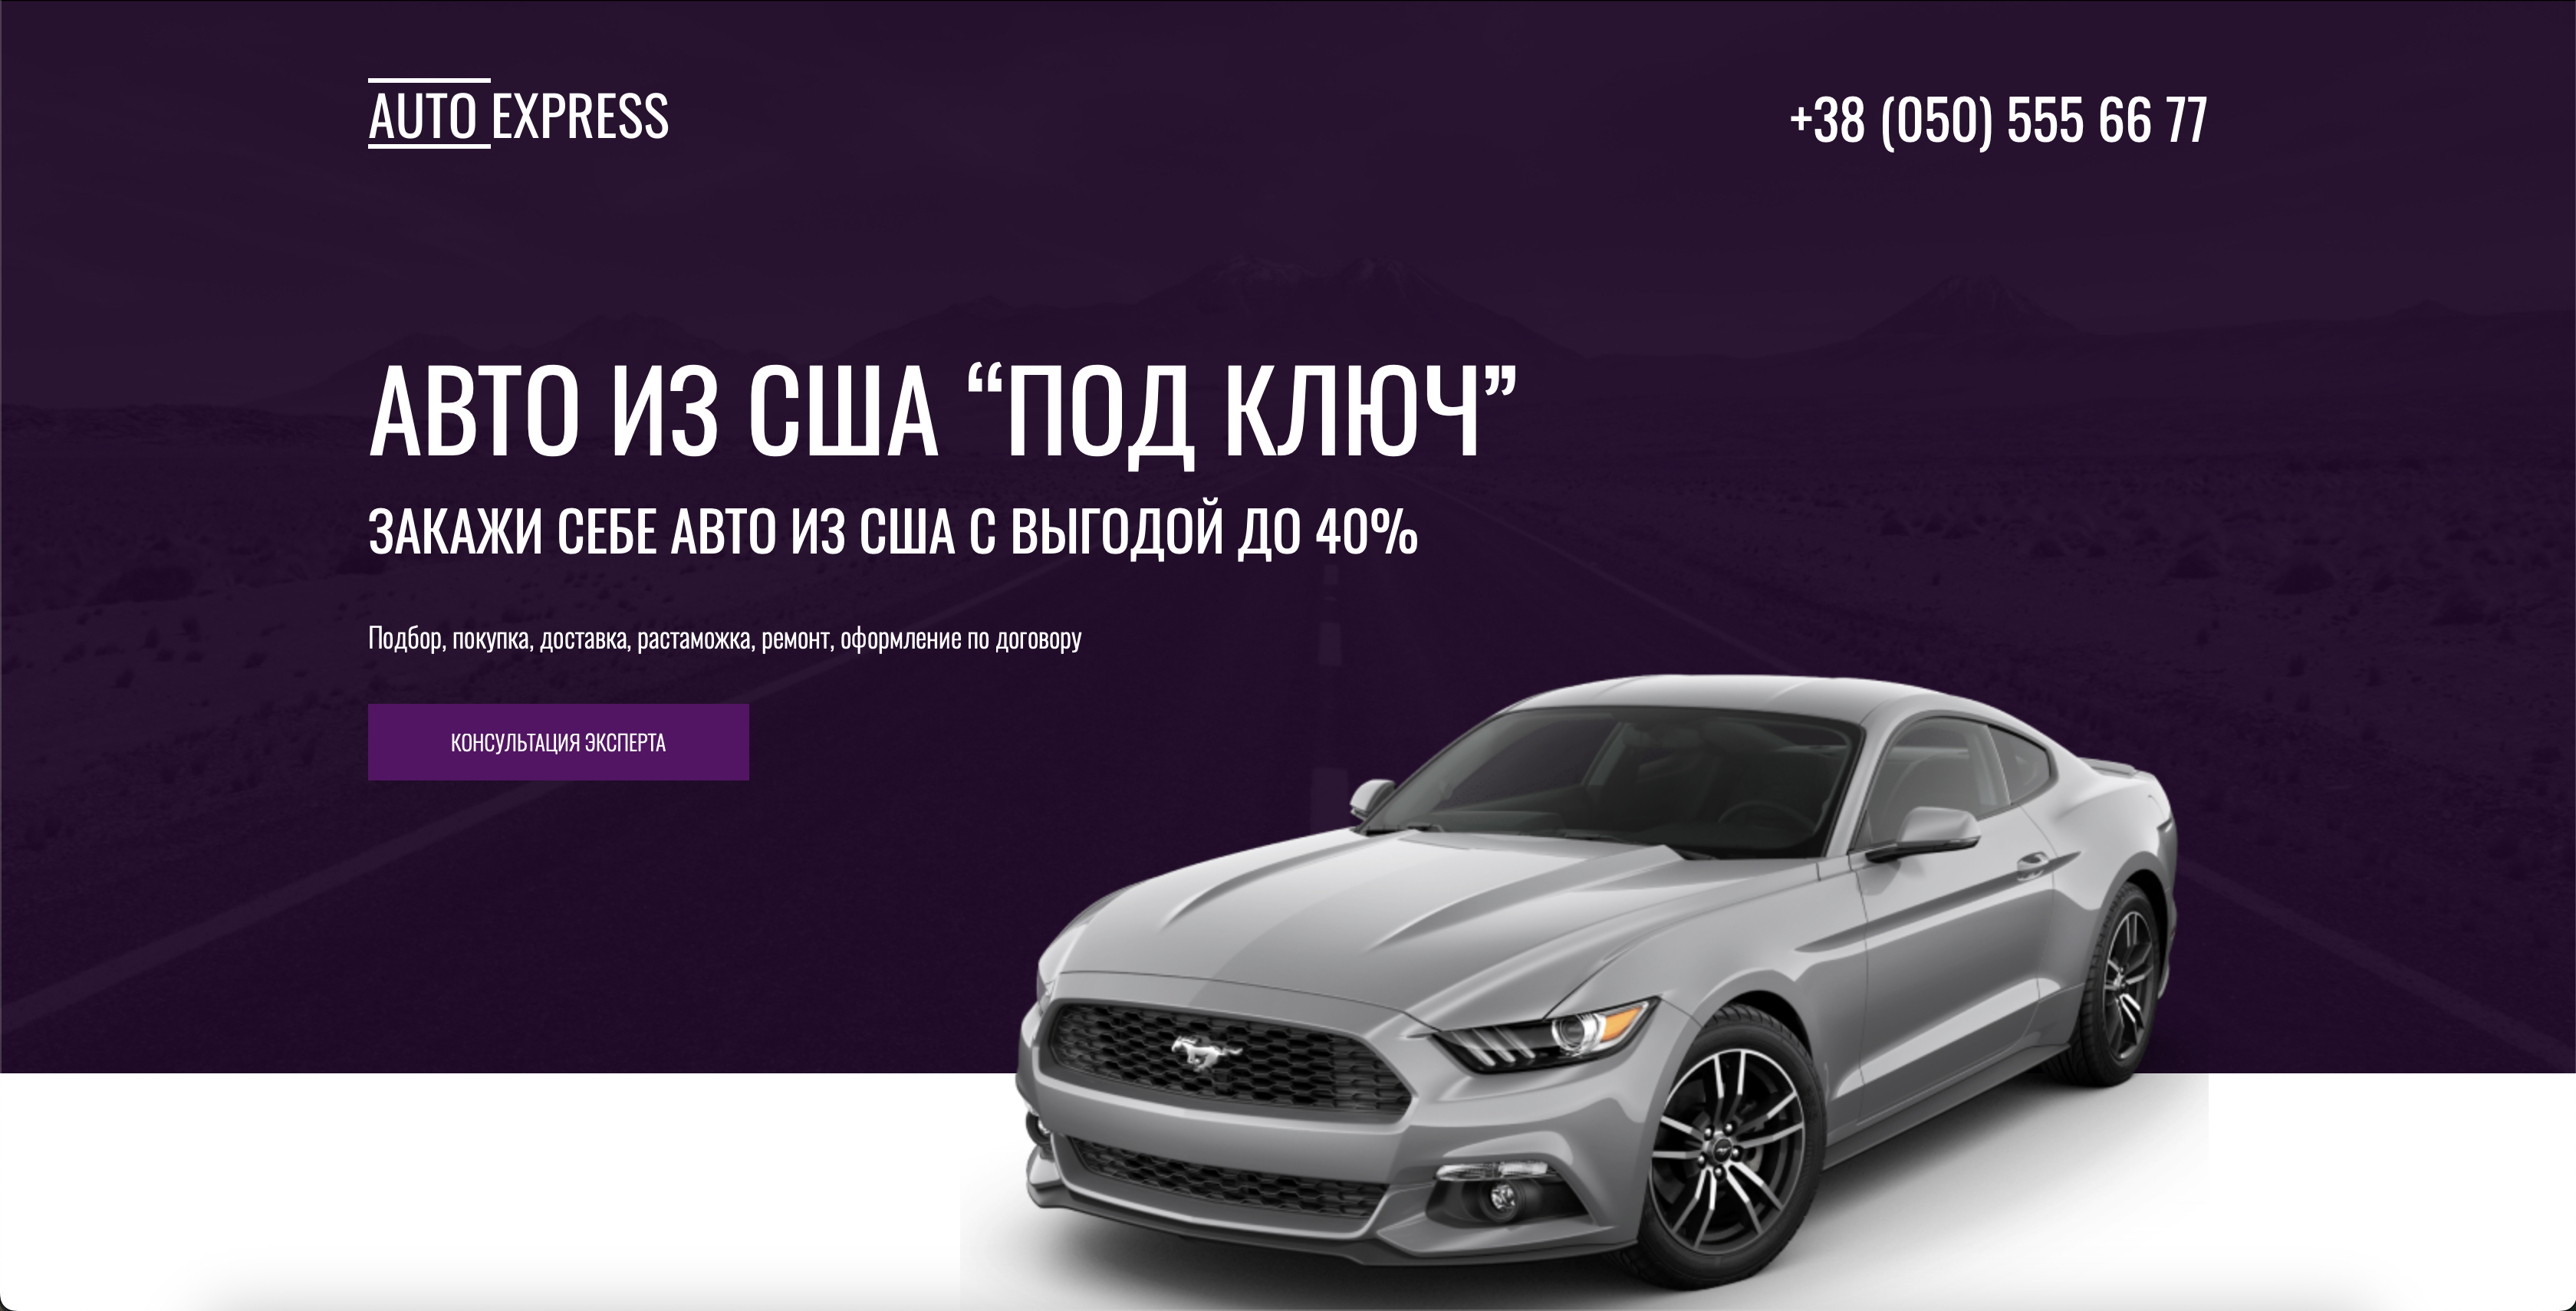 AUTO EXPRESS
+38 (050) 555 66 77
АВТО ИЗ США “ПОД КЛЮЧ”
ЗАКАЖИ СЕБЕ АВТО ИЗ США С ВЫГОДОЙ ДО 40%
Подбор, покупка, доставка, растаможка, ремонт, оформление по договору
КОНСУЛЬТАЦИЯ ЭКСПЕРТА